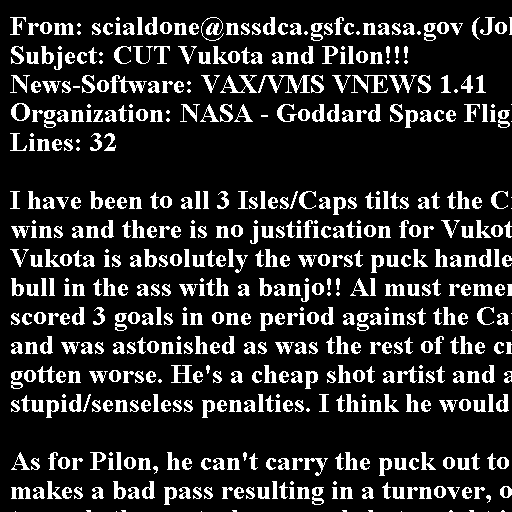 From: scialdone@nssdca.gsfc.nasa.gov (Jo
Subject: CUT Vukota and Pilon!!!
News-Software: VAX/VMS VNEWS 1.41
Organization: NASA - Goddard Space Flig
Lines: 32

I have been to all 3 Isles/Caps tilts at the C
wins and there is no justification for Vukot
Vukota is absolutely the worst puck handle
bull in the ass with a banjo!! Al must reme
scored 3 goals in one period against the Ca
and was astonished as was the rest of the c
gotten worse. He's a cheap shot artist and a
stupid/senseless penalties. I think he would

As for Pilon, he can't carry the puck out to
makes a bad pass resulting in a turnover, o